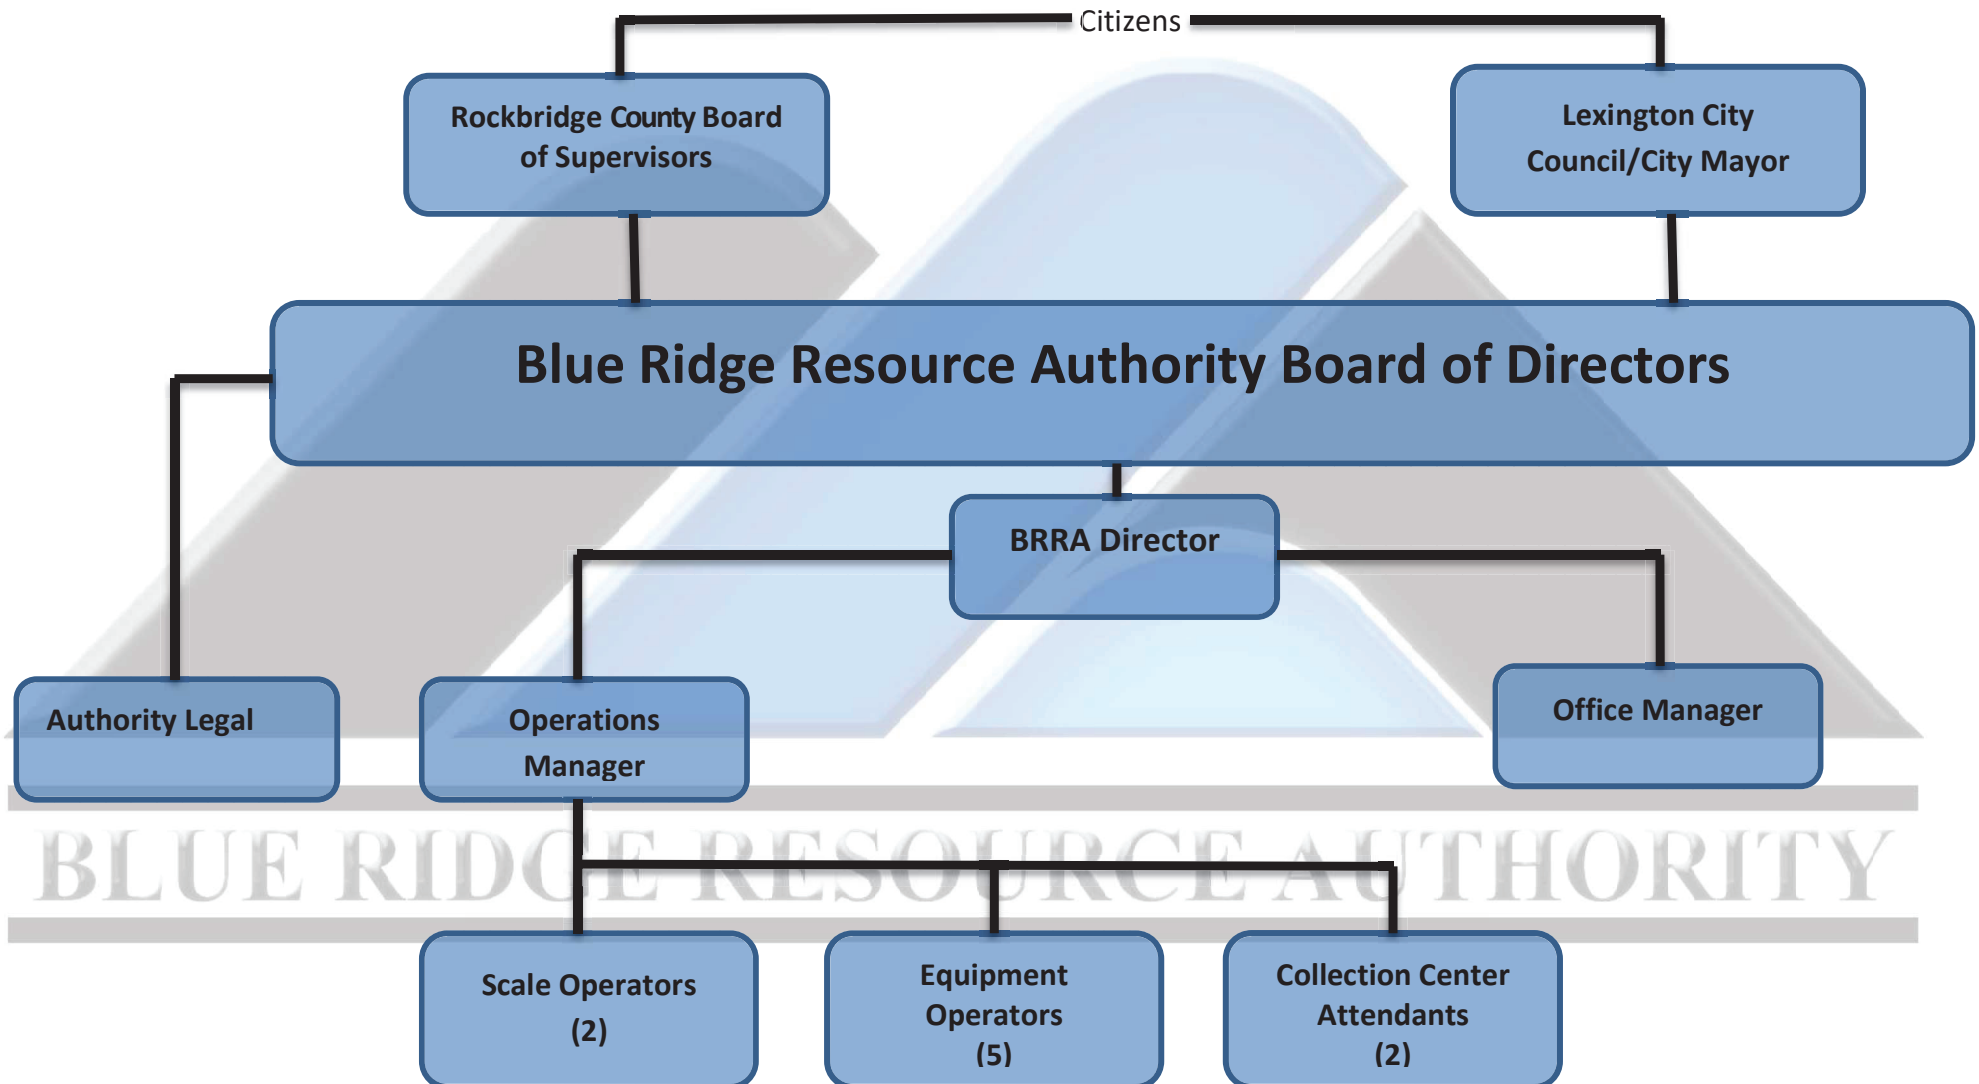 Citizens
Rockbridge County Board
of Supervisors
Lexington City
Council/City Mayor
Blue Ridge Resource Authority Board of Directors
BRRA Director
Authority Legal
Operations
Manager
Office Manager
BLUE RIDGE RESOURCE AUTHORITY
Scale Operators
(2)
Equipment
Operators
(5)
Collection Center
Attendants
(2)